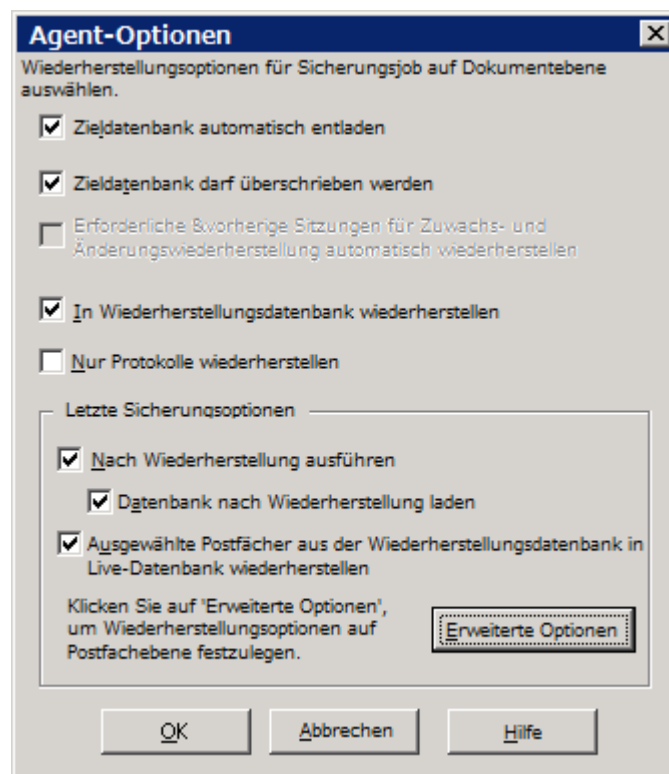 Agent-Optionen
Wiederherstellungsoptionen für Sicherungsjob auf Dokumentebene
auswählen.
Zieldatenbank automatisch entladen
Zieldatenbank darf überschrieben werden
Erforderliche &vorherige Sitzungen für Zuwachs- und
Änderungswiederherstellung automatisch wiederherstellen
In Wiederherstellungsdatenbank wiederherstellen
Nur Protokolle wiederherstellen
Letzte Sicherungsoptionen
Nach Wiederherstellung ausführen
Datenbank nach Wiederherstellung laden
Ausgewählte Postfächer aus der Wiederherstellungsdatenbank in
Live-Datenbank wiederherstellen
Klicken Sie auf 'Erweiterte Optionen',
um Wiederherstellungsoptionen auf
Postfachebene festzulegen.
Erweiterte Optionen
OK
Abbrechen
Hilfe